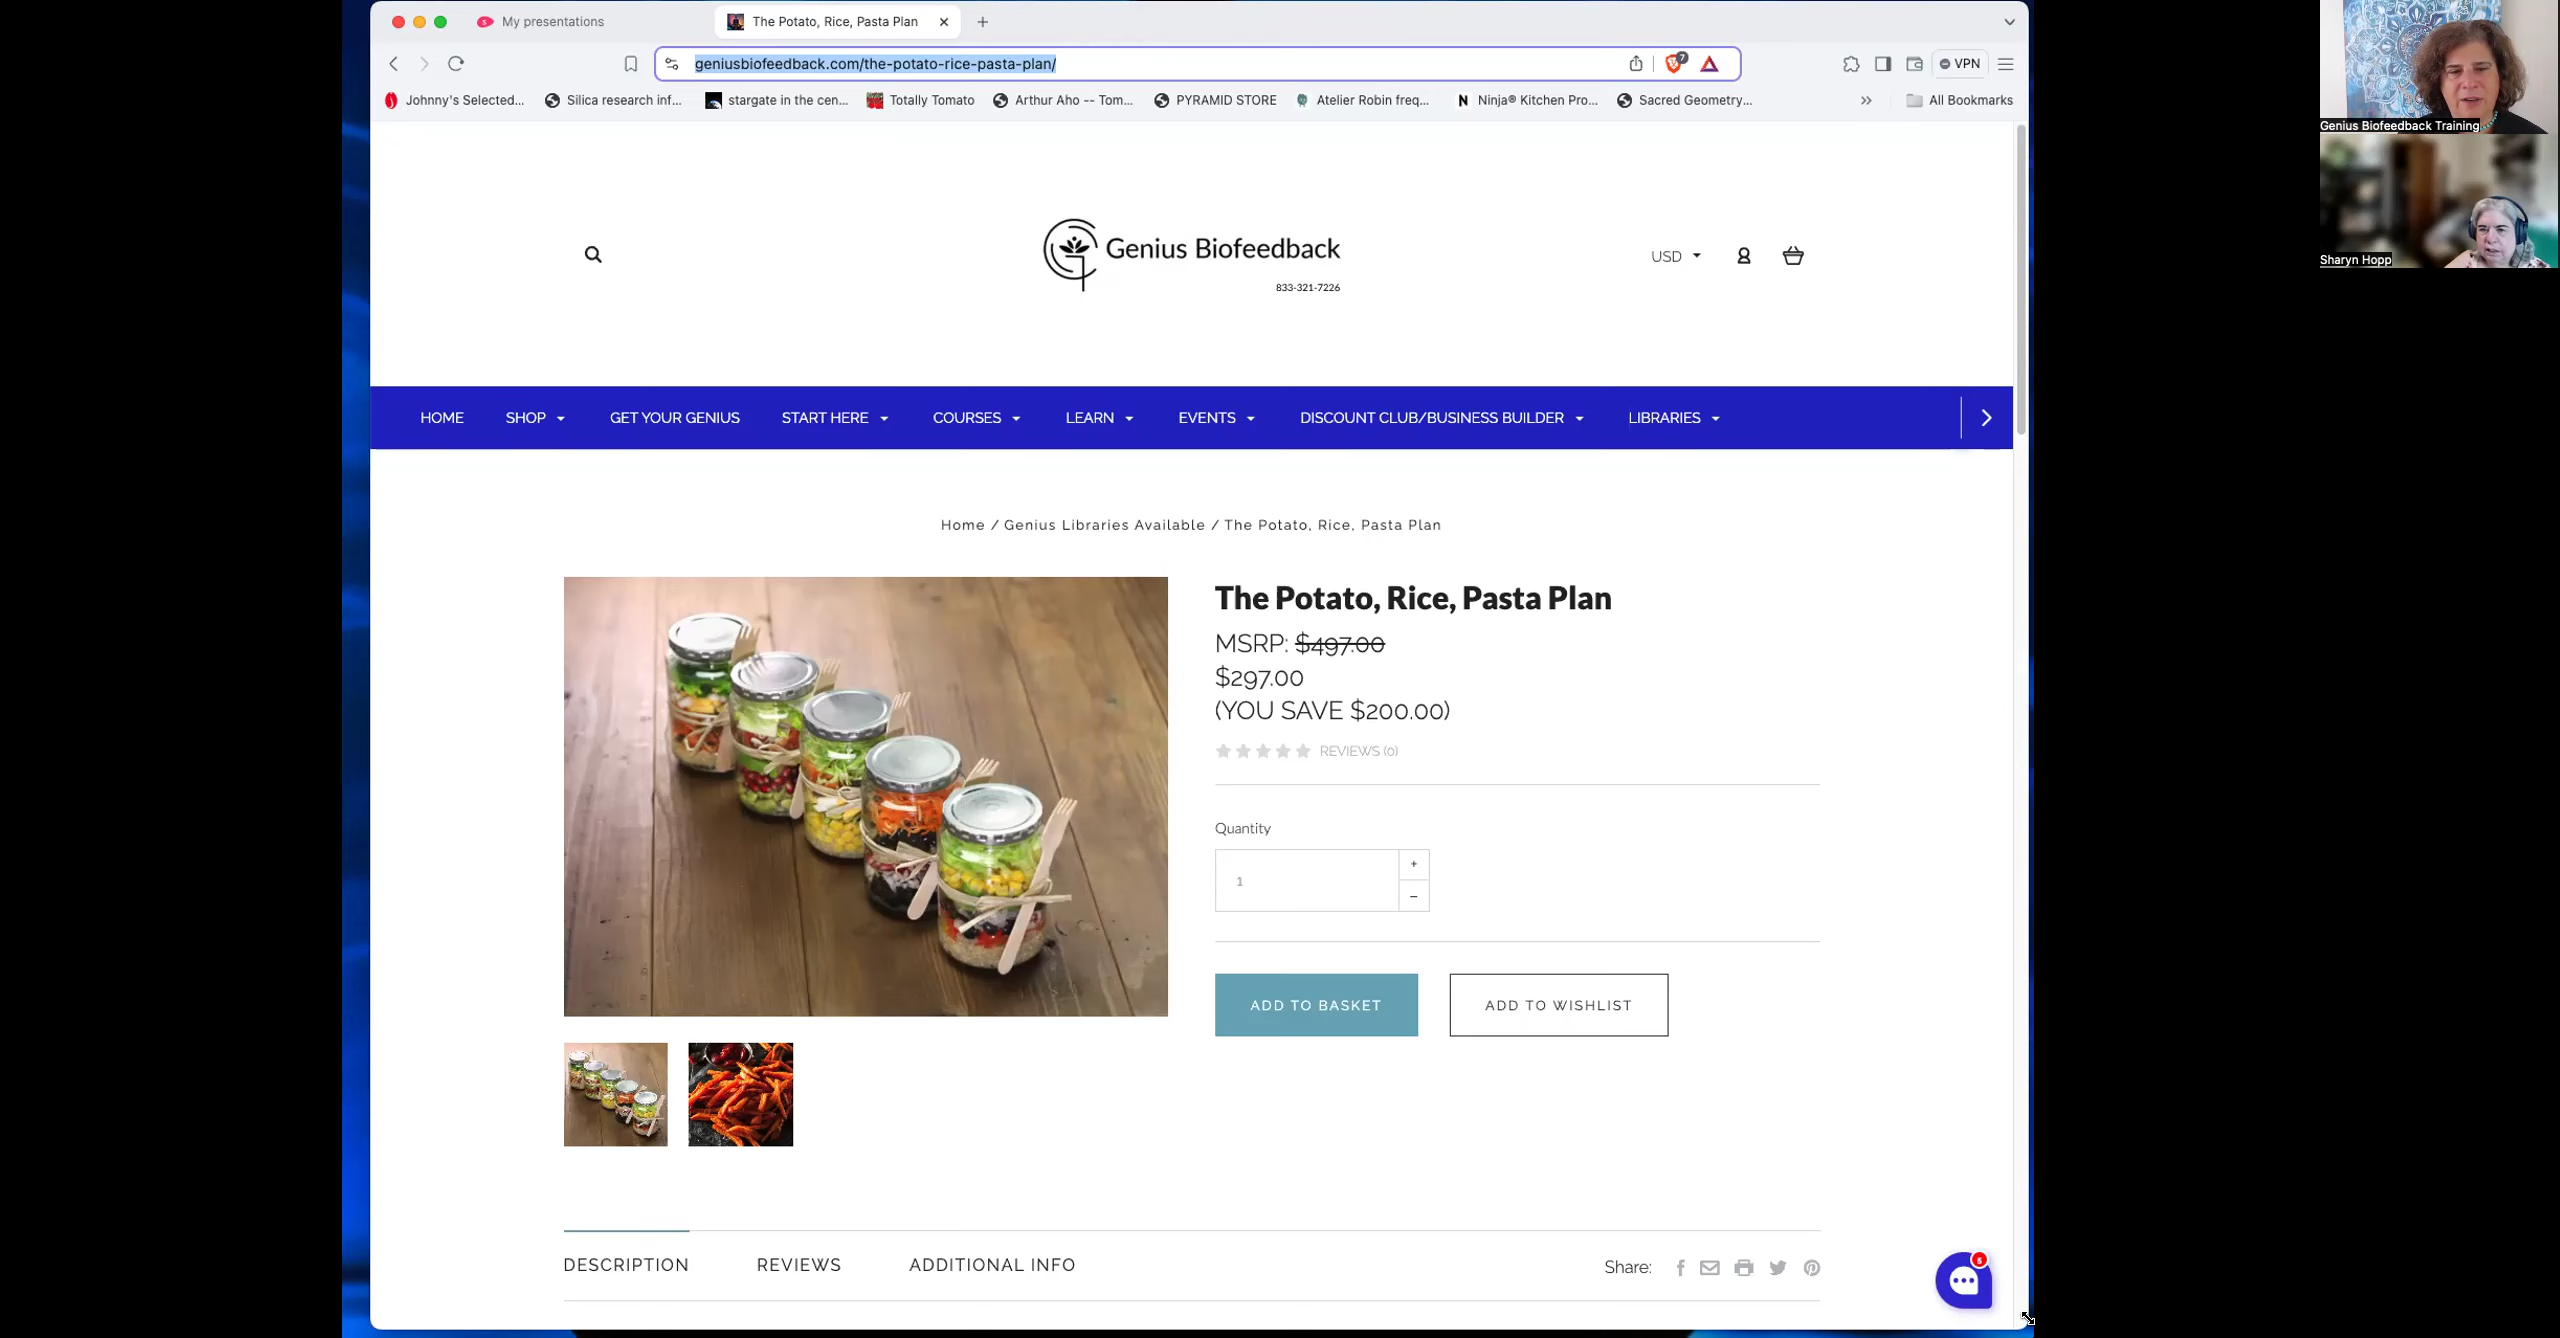 My presentations
The Potato, Rice, Pasta Plan
geniusbiofeedback.com/the-potato-rice-pasta-plan/
7
VPN
Johnny's Selected...
Silica research inf...
stargate in the cen...
Totally Tomato
Arthur Aho -- Tom...
PYRAMID STORE
Atelier Robin freq...
Ninja® Kitchen Pro...
Sacred Geometry...
All Bookmarks
Genius Biofeedback Training
Sharyn Hopp
Genius Biofeedback
833-321-7226
USD
HOME SHOP GET YOUR GENIUS START HERE COURSES LEARN EVENTS DISCOUNT CLUB/BUSINESS BUILDER LIBRARIES
Home / Genius Libraries Available / The Potato, Rice, Pasta Plan
The Potato, Rice, Pasta Plan
MSRP: $497.00
$297.00
(YOU SAVE $200.00)
REVIEWS (0)
Quantity
1
+
−
ADD TO BASKET
ADD TO WISHLIST
DESCRIPTION REVIEWS ADDITIONAL INFO
Share:
5